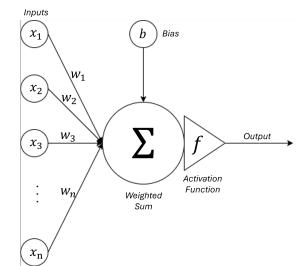 Inputs
x₁
b
Bias
w₁
x₂
w₂
x₃
w₃
Σ
f
Output
Activation
Function
⋮
wₙ
Weighted
Sum
xₙ